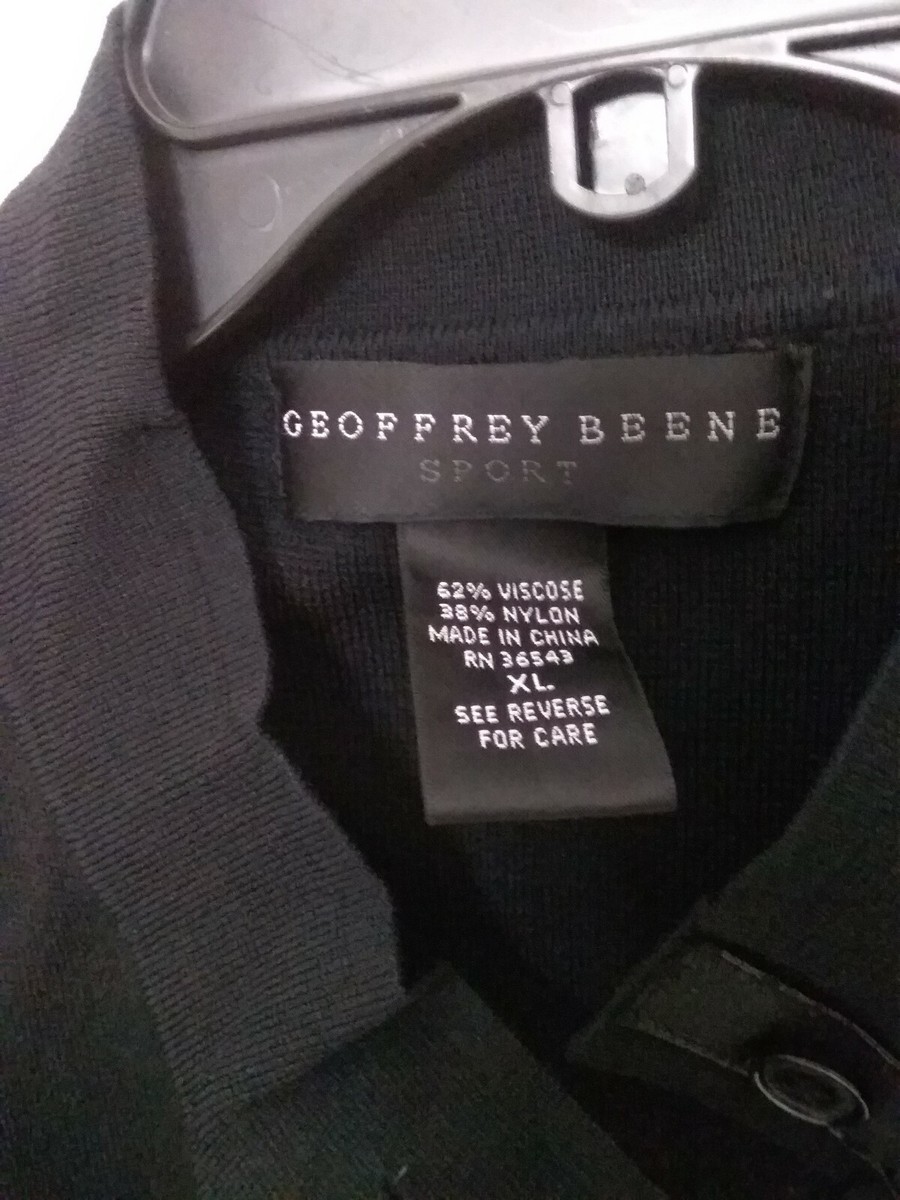 GEOFFREY BEENE
SPORT
62% VISCOSE
38% NYLON
MADE IN CHINA
RN 36543
XL.
SEE REVERSE
FOR CARE